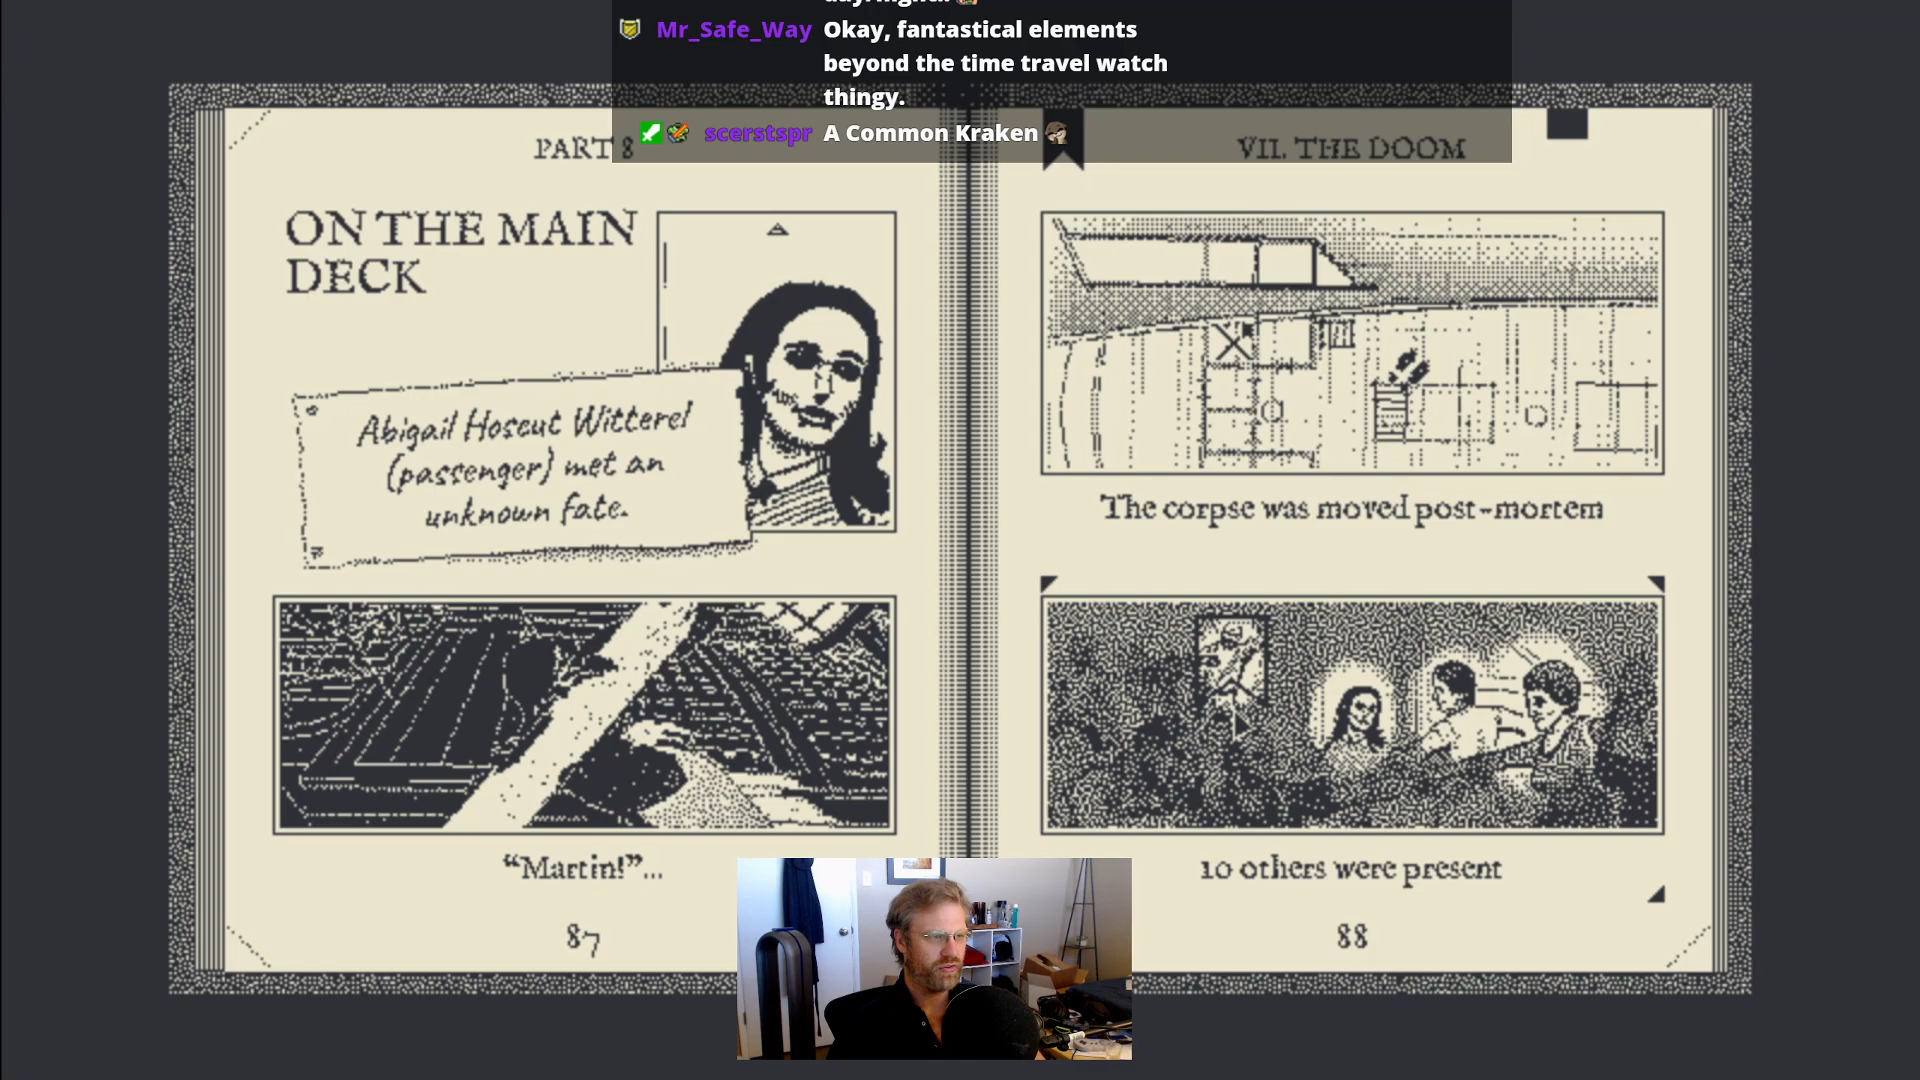 Mr_Safe_Way Okay, fantastical elements
beyond the time travel watch
thingy.
scerstspr A Common Kraken
PART 8
ON THE MAIN
DECK
Abigail Hoscut Witterel
(passenger) met an
unknown fate.
"Martin!"...
87
VII. THE DOOM
The corpse was moved post-mortem
10 others were present
88